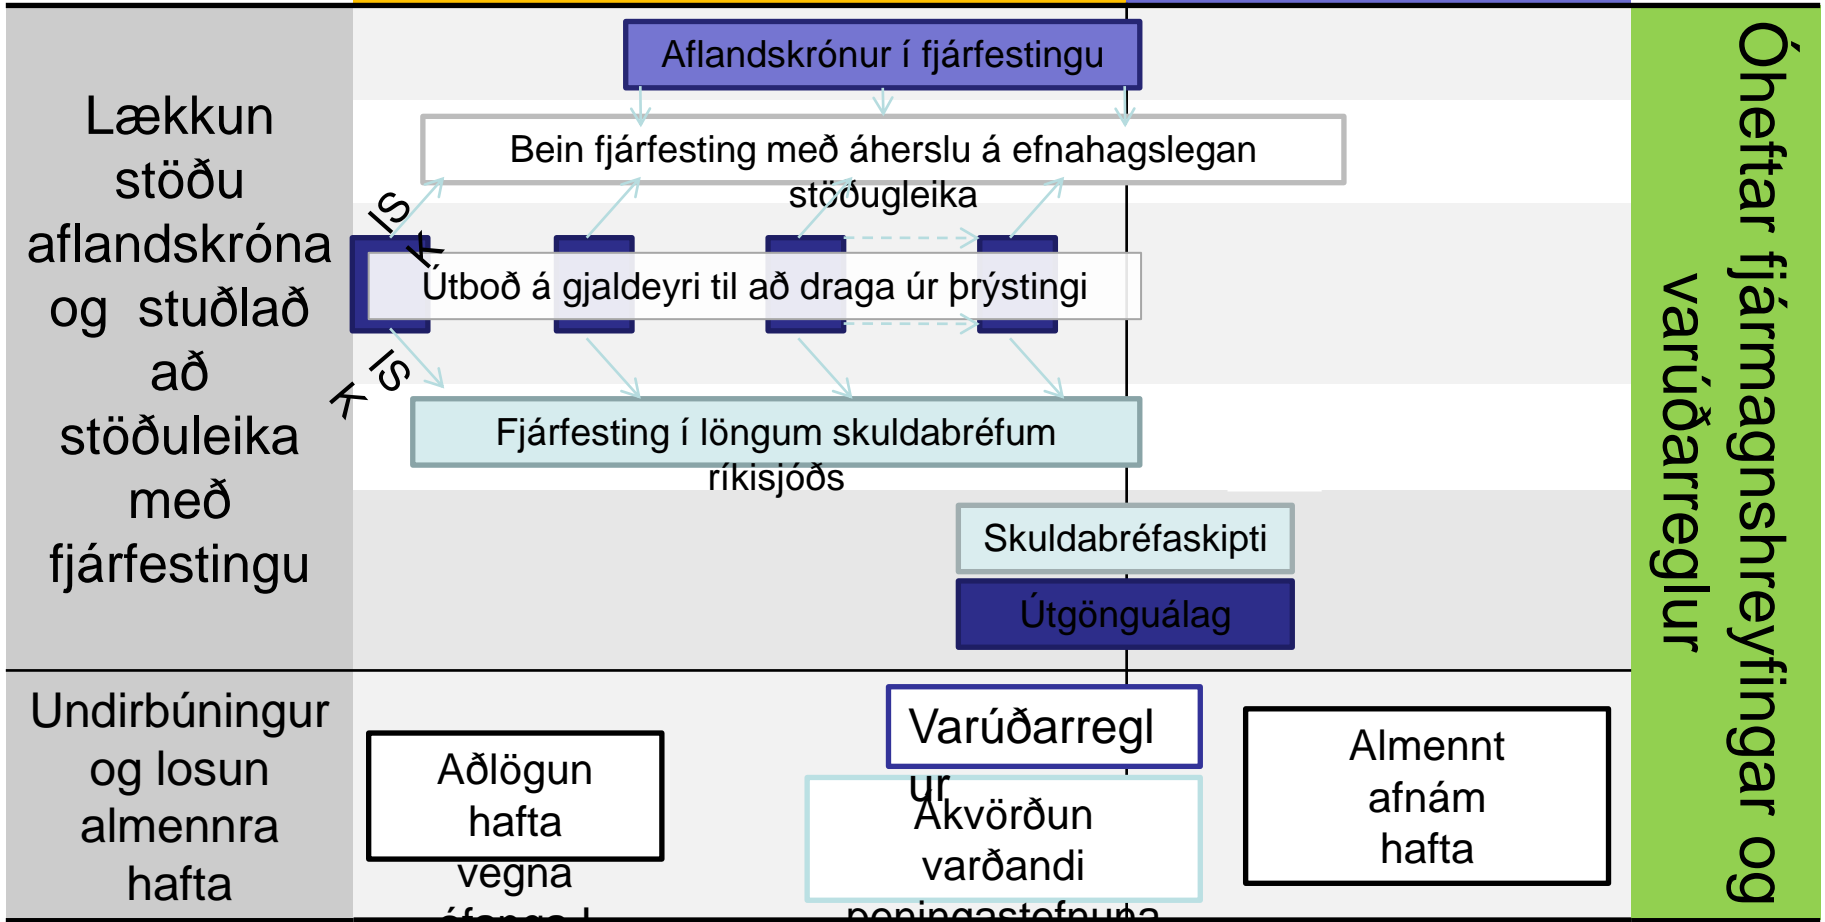 Lækkun
stöðu
aflandskróna
og stuðlað
að
stöðuleika
með
fjárfestingu
Aflandskrónur í fjárfestingu
Bein fjárfesting með áherslu á efnahagslegan
stöðugleika
ISK
Útboð á gjaldeyri til að draga úr þrýstingi
ISK
Fjárfesting í löngum skuldabréfum
ríkisjóðs
Skuldabréfaskipti
Útgönguálag
Undirbúningur
og losun
almennra
hafta
Aðlögun
hafta
vegna
áfanga I
Varúðarregl
ur
Ákvörðun
varðandi
peningastefnuna
Almennt
afnám
hafta
Óheftar fjármagnshreyfingar og
varúðarreglur